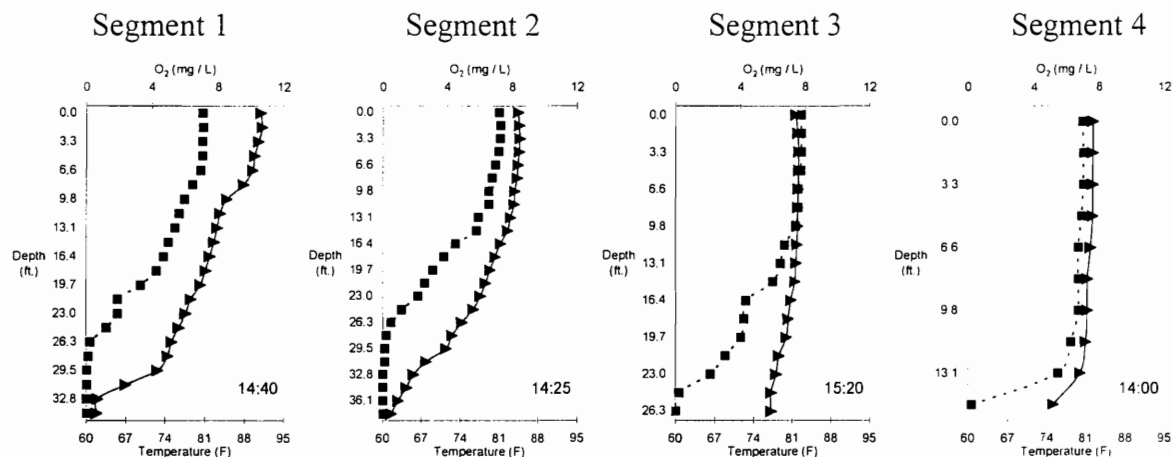 Segment 1 Segment 2 Segment 3 Segment 4
O₂ (mg / L) O₂ (mg / L) O₂ (mg / L) O₂ (mg / L)
0 4 8 12 0 4 8 12 0 4 8 12 0 4 8 12
0.0
3.3
6.6
9.8
13.1
16.4
19.7
23.0
26.3
29.5
32.8
Depth
(ft.)
14:40
60 67 74 81 88 95
Temperature (F)
0.0
3.3
6.6
9.8
13 1
16.4
19.7
23.0
26.3
29.5
32.8
36.1
Depth
(ft.)
14:25
60 67 74 81 88 95
Temperature (F)
0.0
3.3
6.6
9.8
13.1
16.4
19.7
23.0
26.3
Depth
(ft.)
15:20
60 67 74 81 88 95
Temperature (F)
0 0
3 3
6 6
9 8
13 1
Depth
(ft.)
14:00
60 67 74 81 88 95
Temperature (F)